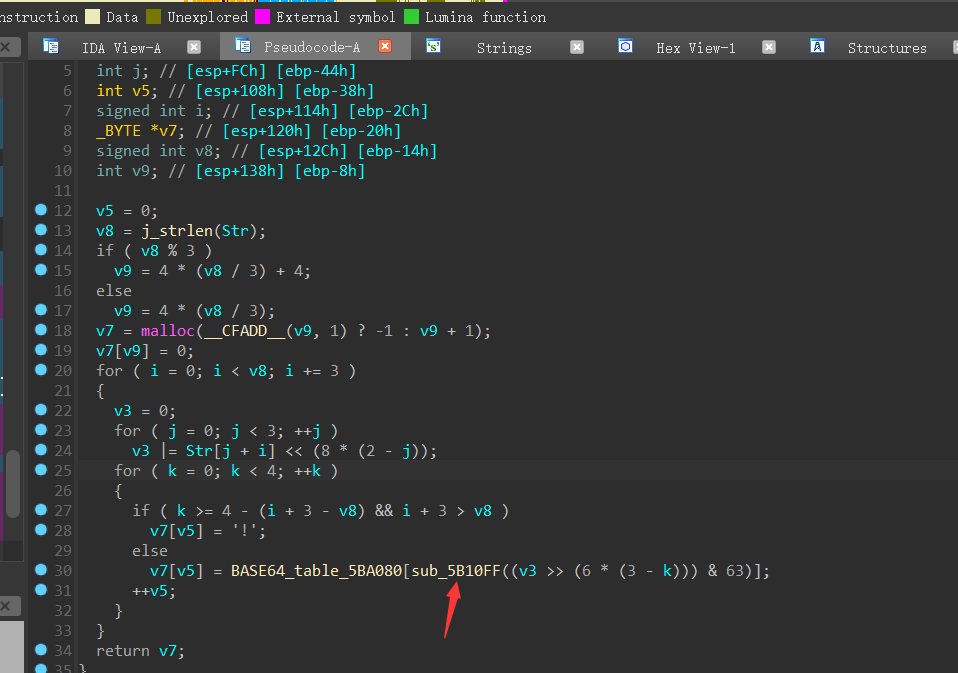 nstruction Data Unexplored External symbol Lumina function
IDA View-A Pseudocode-A Strings Hex View-1 Structures
5 int j; // [esp+FCh] [ebp-44h]
6 int v5; // [esp+108h] [ebp-38h]
7 signed int i; // [esp+114h] [ebp-2Ch]
8 _BYTE *v7; // [esp+120h] [ebp-20h]
9 signed int v8; // [esp+12Ch] [ebp-14h]
10 int v9; // [esp+138h] [ebp-8h]
11
12 v5 = 0;
13 v8 = j_strlen(Str);
14 if ( v8 % 3 )
15 v9 = 4 * (v8 / 3) + 4;
16 else
17 v9 = 4 * (v8 / 3);
18 v7 = malloc(__CFADD__(v9, 1) ? -1 : v9 + 1);
19 v7[v9] = 0;
20 for ( i = 0; i < v8; i += 3 )
21 {
22 v3 = 0;
23 for ( j = 0; j < 3; ++j )
24 v3 |= Str[j + i] << (8 * (2 - j));
25 for ( k = 0; k < 4; ++k )
26 {
27 if ( k >= 4 - (i + 3 - v8) && i + 3 > v8 )
28 v7[v5] = '!';
29 else
30 v7[v5] = BASE64_table_5BA080[sub_5B10FF((v3 >> (6 * (3 - k))) & 63)];
31 ++v5;
32 }
33 }
34 return v7;
35 }